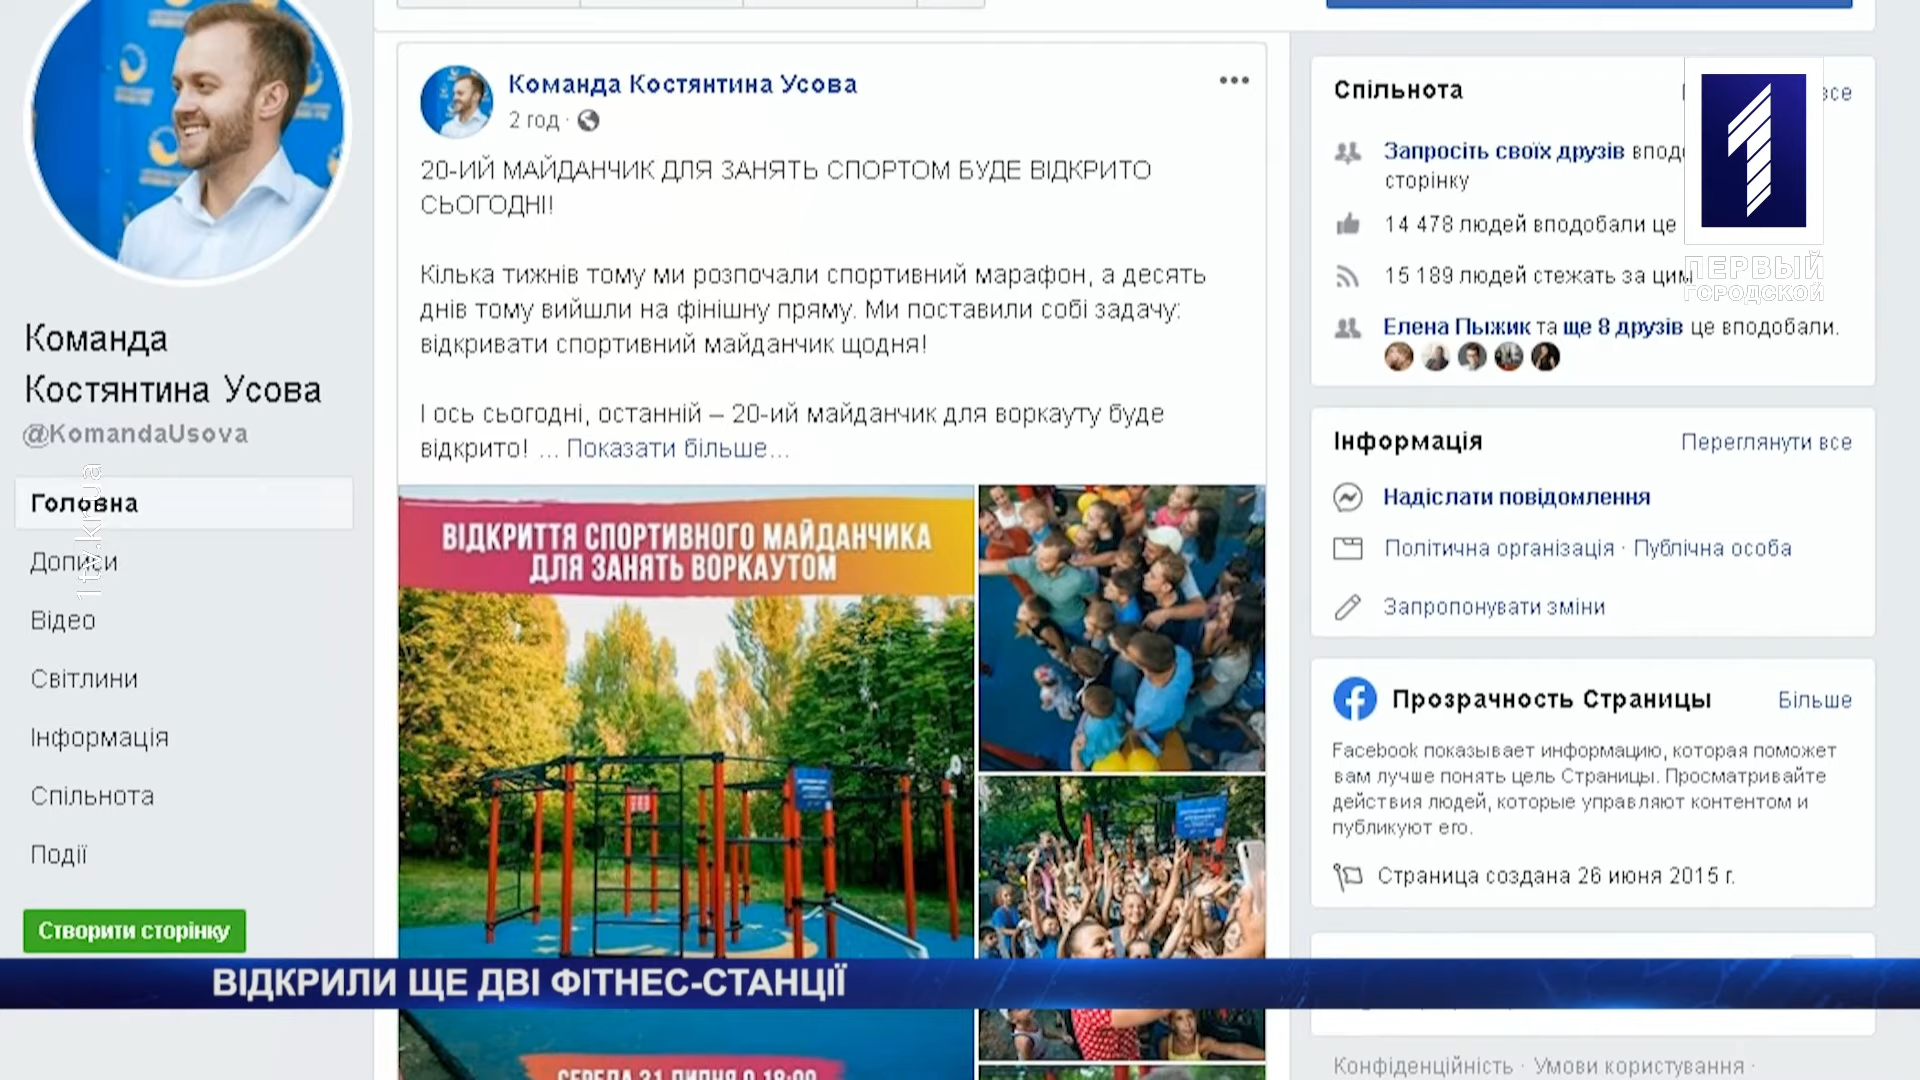 Команда
Костянтина Усова
@KomandaUsova
Головна
Дописи
Відео
Світлини
Інформація
Спільнота
Події
Створити сторінку
1tv.kr.ua
Команда Костянтина Усова
2 год ·
20-ИЙ МАЙДАНЧИК ДЛЯ ЗАНЯТЬ СПОРТОМ БУДЕ ВІДКРИТО
СЬОГОДНІ!
Кілька тижнів тому ми розпочали спортивний марафон, а десять
днів тому вийшли на фінішну пряму. Ми поставили собі задачу:
відкривати спортивний майданчик щодня!
І ось сьогодні, останній – 20-ий майданчик для воркауту буде
відкрито! ... Показати більше...
ВІДКРИТТЯ СПОРТИВНОГО МАЙДАНЧИКА
ДЛЯ ЗАНЯТЬ ВОРКАУТОМ
СЕРЕДА 31 ЛИПНЯ О 18:00
Спільнота
все
Запросіть своїх друзів
сторінку
14 478 людей вподобали це
15 189 людей стежать за цим
Елена Пыжик та ще 8 друзів це вподобали.
1
ПЕРВЫЙ
ГОРОДСКОЙ
Інформація
Переглянути все
Надіслати повідомлення
Політична організація · Публічна особа
Запропонувати зміни
Прозрачность Страницы
Більше
Facebook показывает информацию, которая поможет
вам лучше понять цель Страницы. Просматривайте
действия людей, которые управляют контентом и
публикуют его.
Страница создана 26 июня 2015 г.
ВІДКРИЛИ ЩЕ ДВІ ФІТНЕС-СТАНЦІЇ
Конфіденційність · Умови користування ·